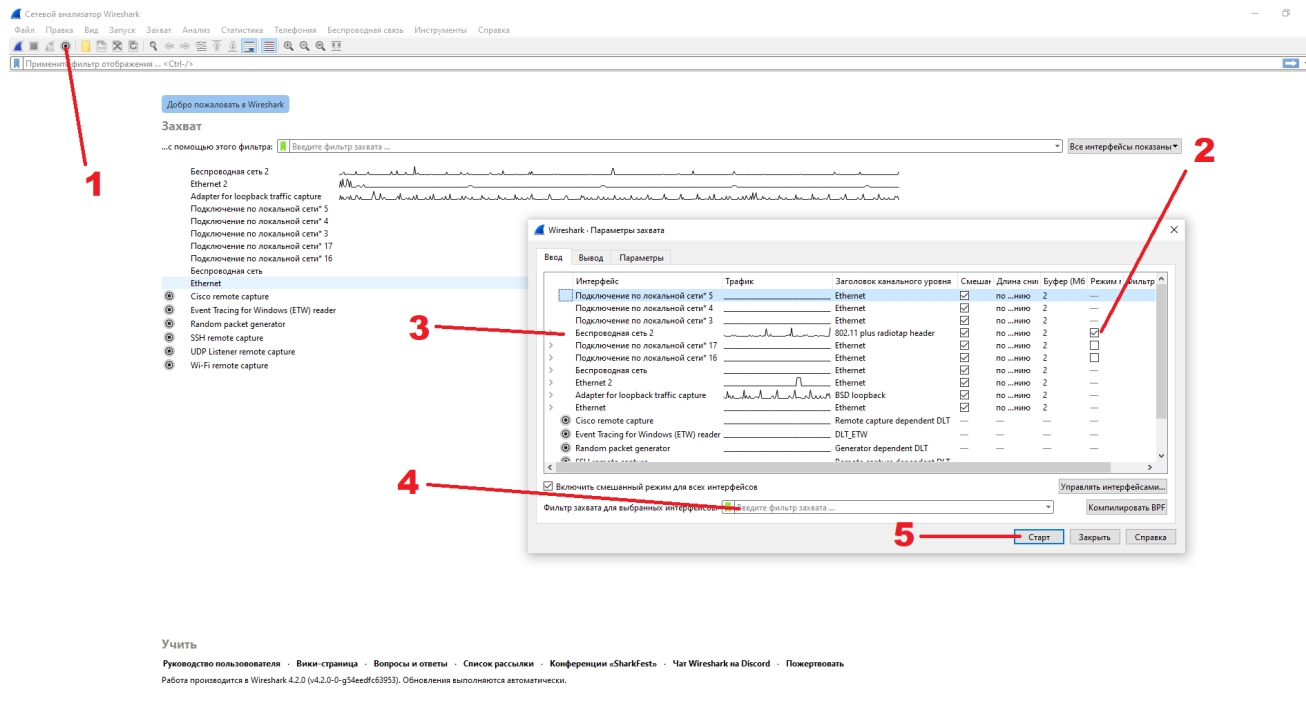 Сетевой анализатор Wireshark
Файл Правка Вид Запуск Захват Анализ Статистика Телефония Беспроводная связь Инструменты Справка
Применить фильтр отображения ... <Ctrl-/>
Добро пожаловать в Wireshark
Захват
...с помощью этого фильтра: Введите фильтр захвата ... Все интерфейсы показаны
2
1
Беспроводная сеть 2
Ethernet 2
Adapter for loopback traffic capture
Подключение по локальной сети* 5
Подключение по локальной сети* 4
Подключение по локальной сети* 3
Подключение по локальной сети* 17
Подключение по локальной сети* 16
Беспроводная сеть
Ethernet
Cisco remote capture
Event Tracing for Windows (ETW) reader
Random packet generator
SSH remote capture
UDP Listener remote capture
Wi-Fi remote capture
Wireshark · Параметры захвата
Ввод Вывод Параметры
Интерфейс Трафик Заголовок канального уровня Смешан Длина сни Буфер (Мб Режим Фильтр
Подключение по локальной сети* 5 Ethernet по ...нию 2 —
Подключение по локальной сети* 4 Ethernet по ...нию 2 —
Подключение по локальной сети* 3 Ethernet по ...нию 2 —
3
Беспроводная сеть 2 802.11 plus radiotap header по ...нию 2
Подключение по локальной сети* 17 Ethernet по ...нию 2
Подключение по локальной сети* 16 Ethernet по ...нию 2
Беспроводная сеть Ethernet по ...нию 2 —
Ethernet 2 Ethernet по ...нию 2 —
Adapter for loopback traffic capture BSD loopback по ...нию 2 —
Ethernet Ethernet по ...нию 2 —
Cisco remote capture Remote capture dependent DLT — — — —
Event Tracing for Windows (ETW) reader DLT_ETW — — — —
Random packet generator Generator dependent DLT — — — —
SSH remote capture Remote capture dependent DLT
4
Включить смешанный режим для всех интерфейсов Управлять интерфейсами...
Фильтр захвата для выбранных интерфейсов: Введите фильтр захвата ... Компилировать BPF
5
Старт Закрыть Справка
Учить
Руководство пользователя · Вики-страница · Вопросы и ответы · Список рассылки · Конференции «SharkFest» · Чат Wireshark на Discord · Пожертвовать
Работа производится в Wireshark 4.2.0 (v4.2.0-0-g54eedfc63953). Обновления выполняются автоматически.